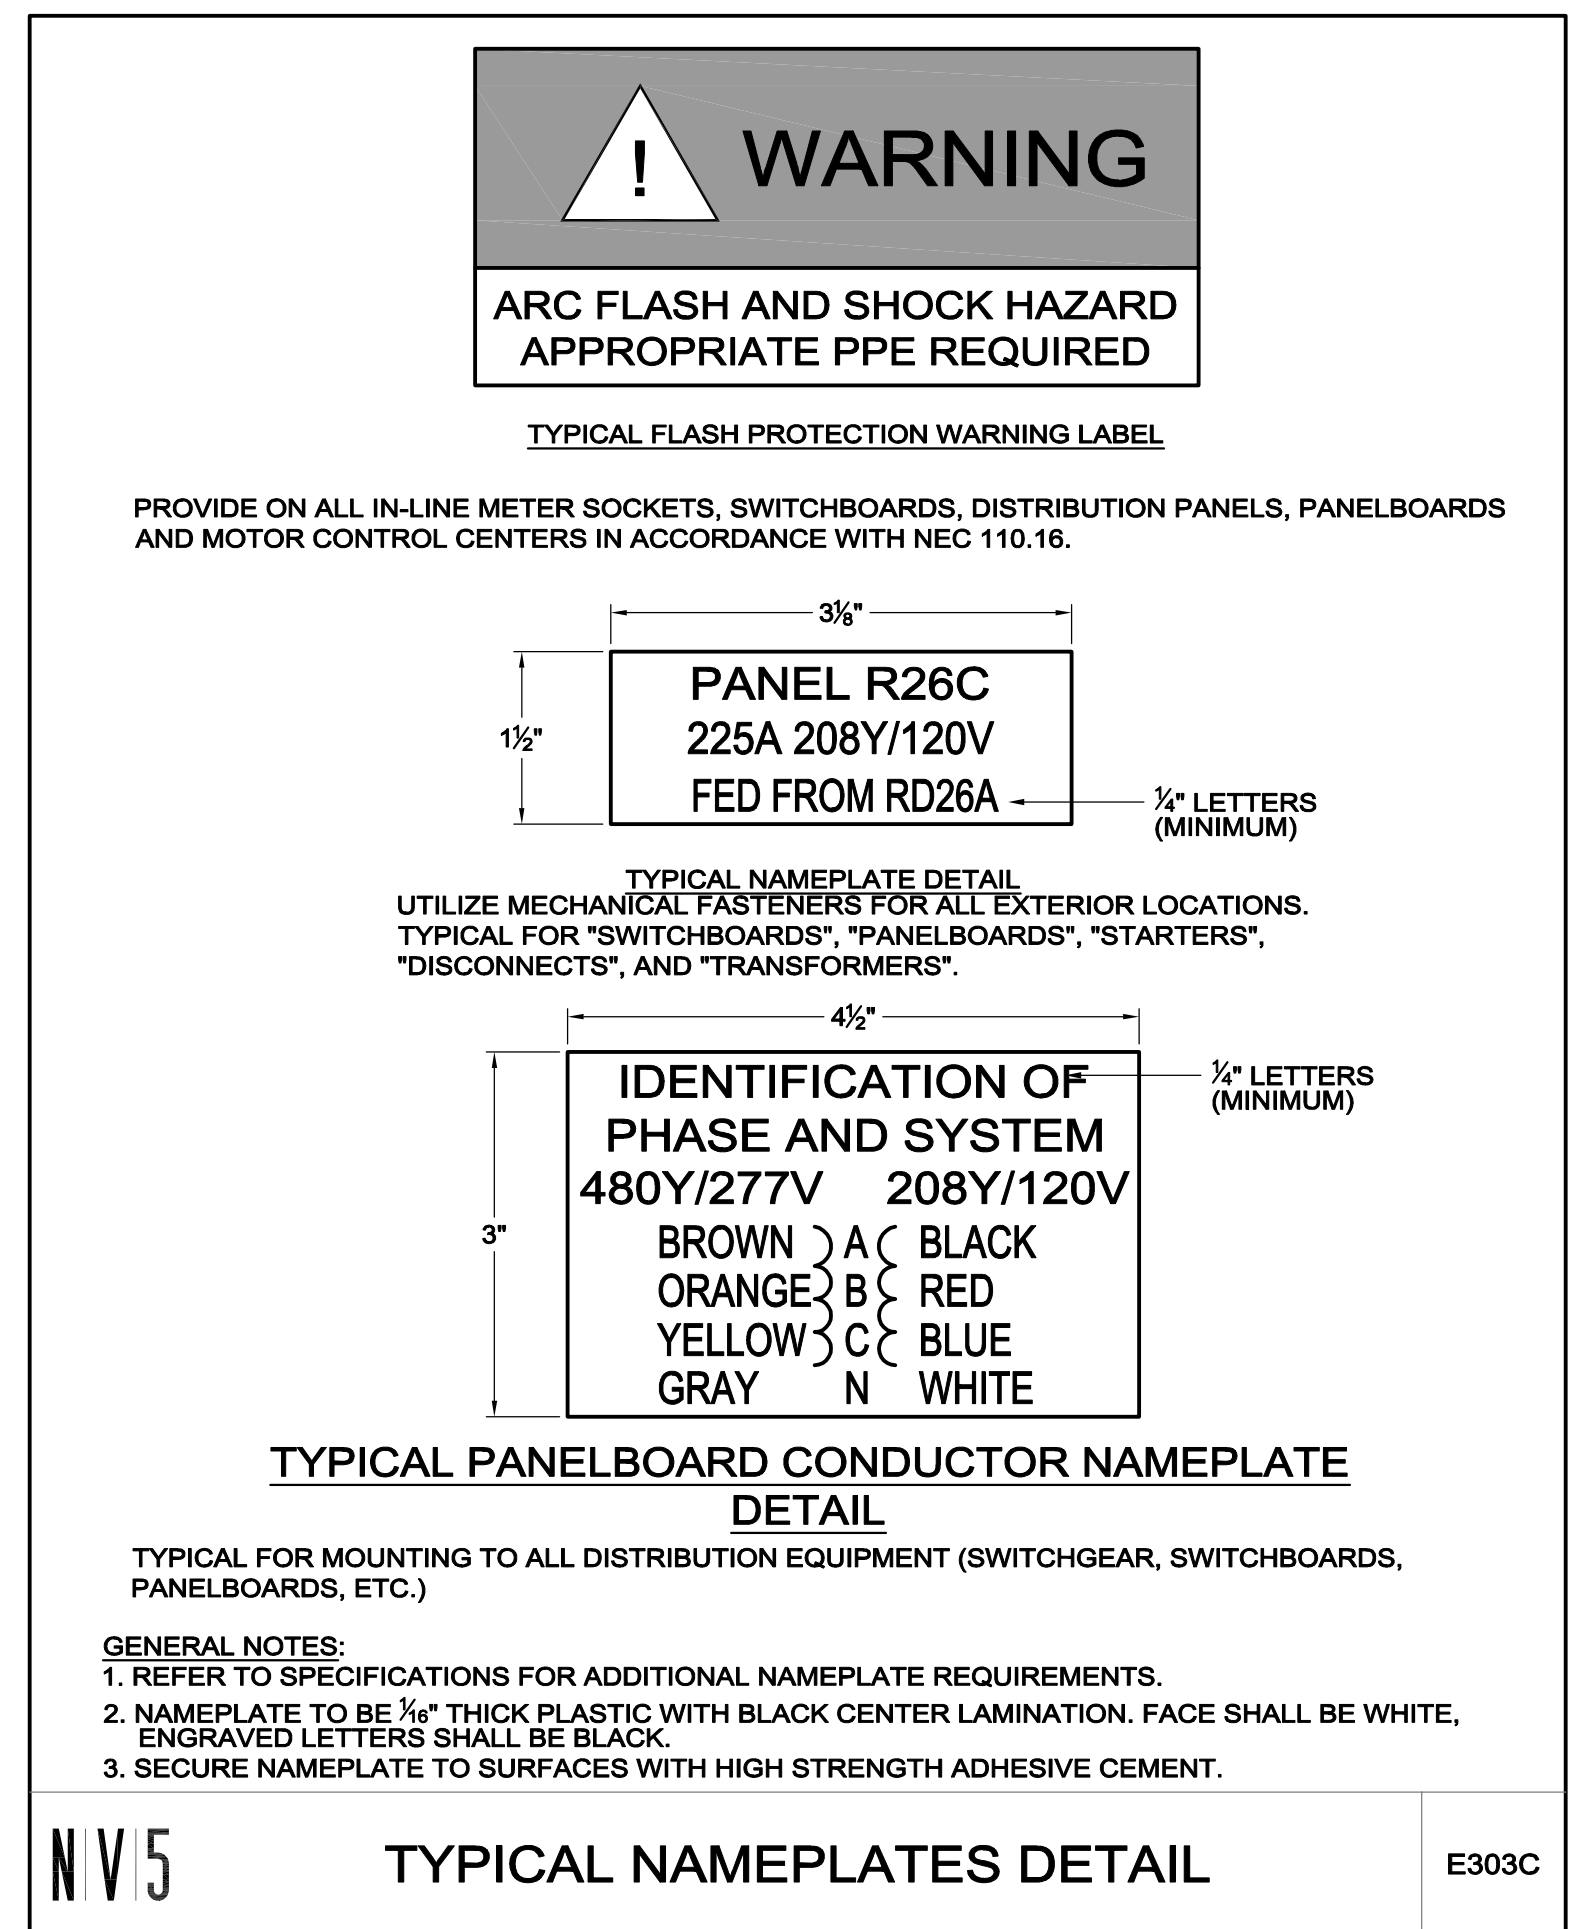 !
WARNING
ARC FLASH AND SHOCK HAZARD
APPROPRIATE PPE REQUIRED
TYPICAL FLASH PROTECTION WARNING LABEL
PROVIDE ON ALL IN-LINE METER SOCKETS, SWITCHBOARDS, DISTRIBUTION PANELS, PANELBOARDS
AND MOTOR CONTROL CENTERS IN ACCORDANCE WITH NEC 110.16.
3⅛"
PANEL R26C
1½"
225A 208Y/120V
FED FROM RD26A
¼" LETTERS
(MINIMUM)
TYPICAL NAMEPLATE DETAIL
UTILIZE MECHANICAL FASTENERS FOR ALL EXTERIOR LOCATIONS.
TYPICAL FOR "SWITCHBOARDS", "PANELBOARDS", "STARTERS",
"DISCONNECTS", AND "TRANSFORMERS".
4½"
IDENTIFICATION OF
¼" LETTERS
(MINIMUM)
PHASE AND SYSTEM
480Y/277V 208Y/120V
3"
BROWN A BLACK
ORANGE B RED
YELLOW C BLUE
GRAY N WHITE
TYPICAL PANELBOARD CONDUCTOR NAMEPLATE
DETAIL
TYPICAL FOR MOUNTING TO ALL DISTRIBUTION EQUIPMENT (SWITCHGEAR, SWITCHBOARDS,
PANELBOARDS, ETC.)
GENERAL NOTES:
1. REFER TO SPECIFICATIONS FOR ADDITIONAL NAMEPLATE REQUIREMENTS.
2. NAMEPLATE TO BE 1⁄16" THICK PLASTIC WITH BLACK CENTER LAMINATION. FACE SHALL BE WHITE,
ENGRAVED LETTERS SHALL BE BLACK.
3. SECURE NAMEPLATE TO SURFACES WITH HIGH STRENGTH ADHESIVE CEMENT.
N|V|5
TYPICAL NAMEPLATES DETAIL
E303C